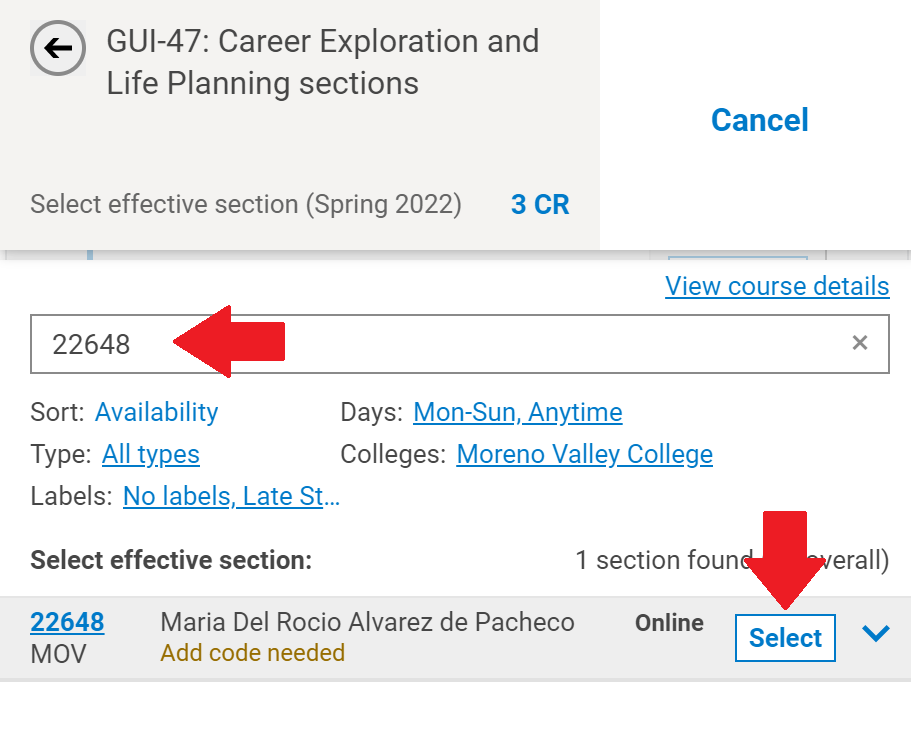 GUI-47: Career Exploration and
Life Planning sections
Cancel
Select effective section (Spring 2022) 3 CR
View course details
22648 ×
Sort: Availability Days: Mon-Sun, Anytime
Type: All types Colleges: Moreno Valley College
Labels: No labels, Late St...
Select effective section: 1 section found overall)
22648 Maria Del Rocio Alvarez de Pacheco Online Select
MOV Add code needed